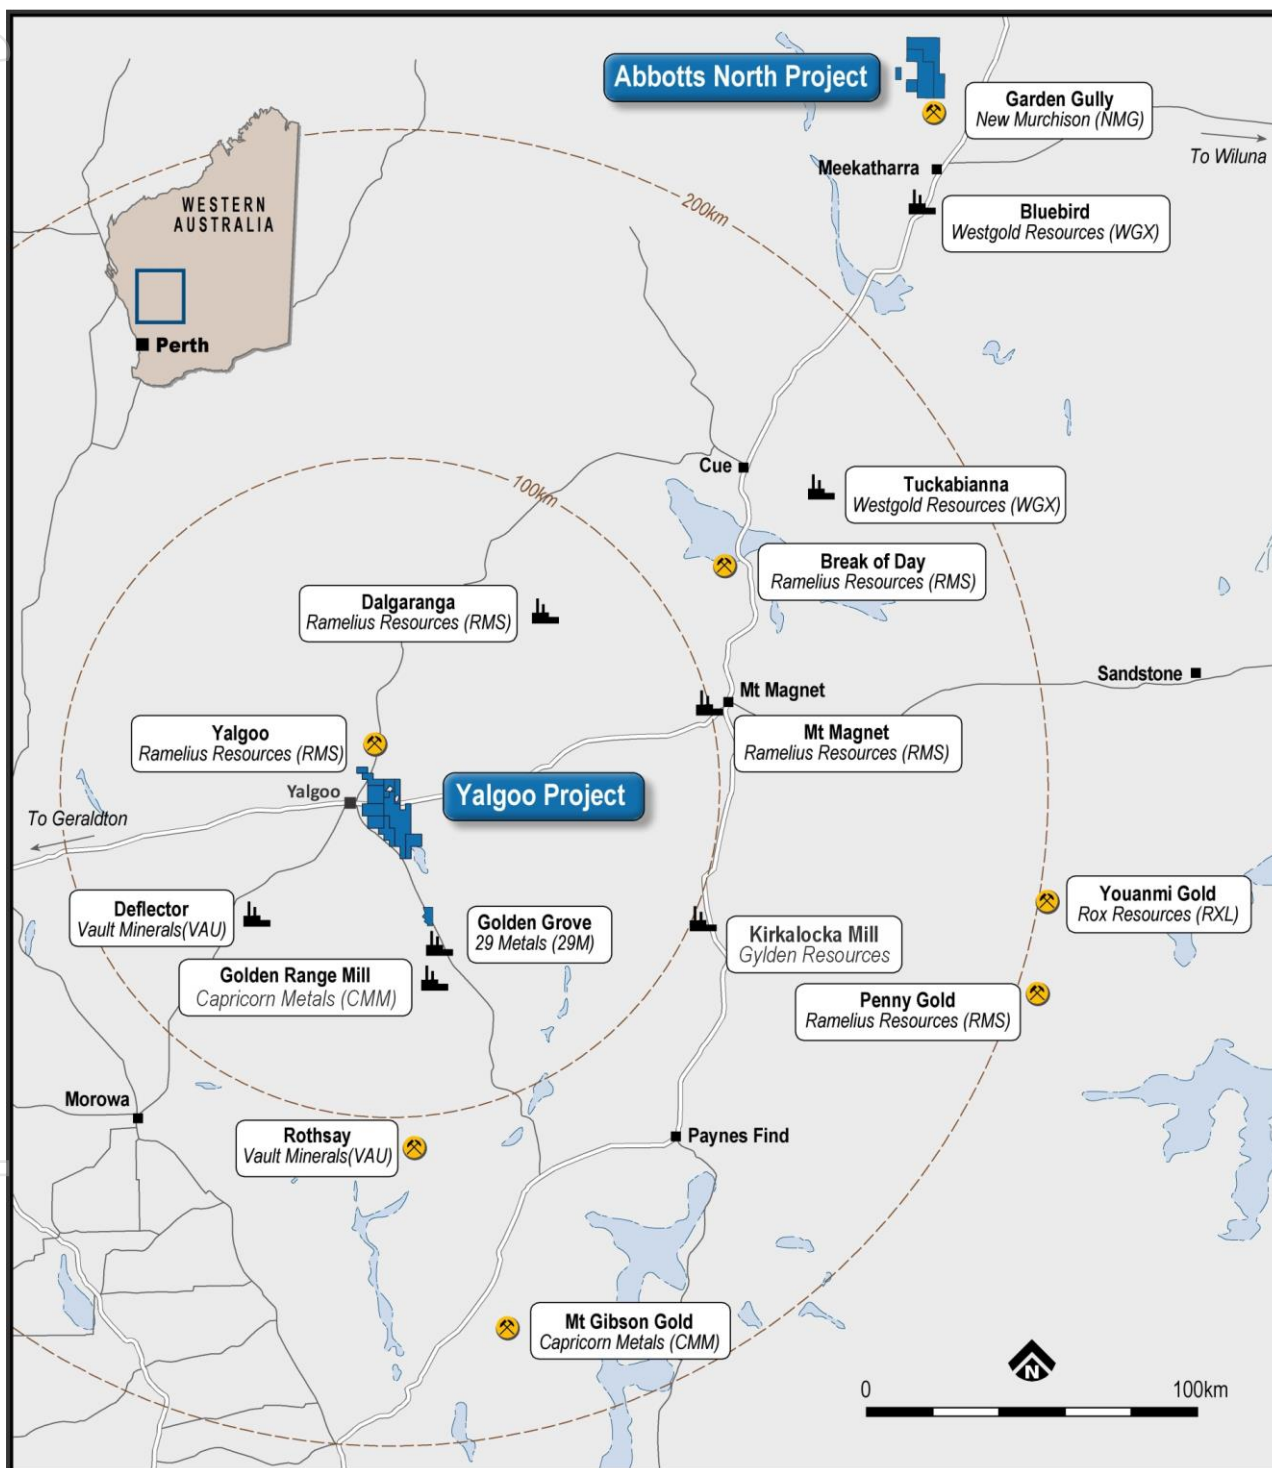 Abbotts North Project
Garden Gully
New Murchison (NMG)
To Wiluna
Meekatharra
Bluebird
Westgold Resources (WGX)
200km
WESTERN
AUSTRALIA
Perth
Cue
Tuckabianna
Westgold Resources (WGX)
100km
Break of Day
Ramelius Resources (RMS)
Dalgaranga
Ramelius Resources (RMS)
Sandstone
Mt Magnet
Mt Magnet
Ramelius Resources (RMS)
Yalgoo
Ramelius Resources (RMS)
Yalgoo
Yalgoo Project
To Geraldton
Deflector
Vault Minerals(VAU)
Golden Grove
29 Metals (29M)
Youanmi Gold
Rox Resources (RXL)
Kirkalocka Mill
Gylden Resources
Golden Range Mill
Capricorn Metals (CMM)
Penny Gold
Ramelius Resources (RMS)
Morowa
Rothsay
Vault Minerals(VAU)
Paynes Find
Mt Gibson Gold
Capricorn Metals (CMM)
N
0 100km